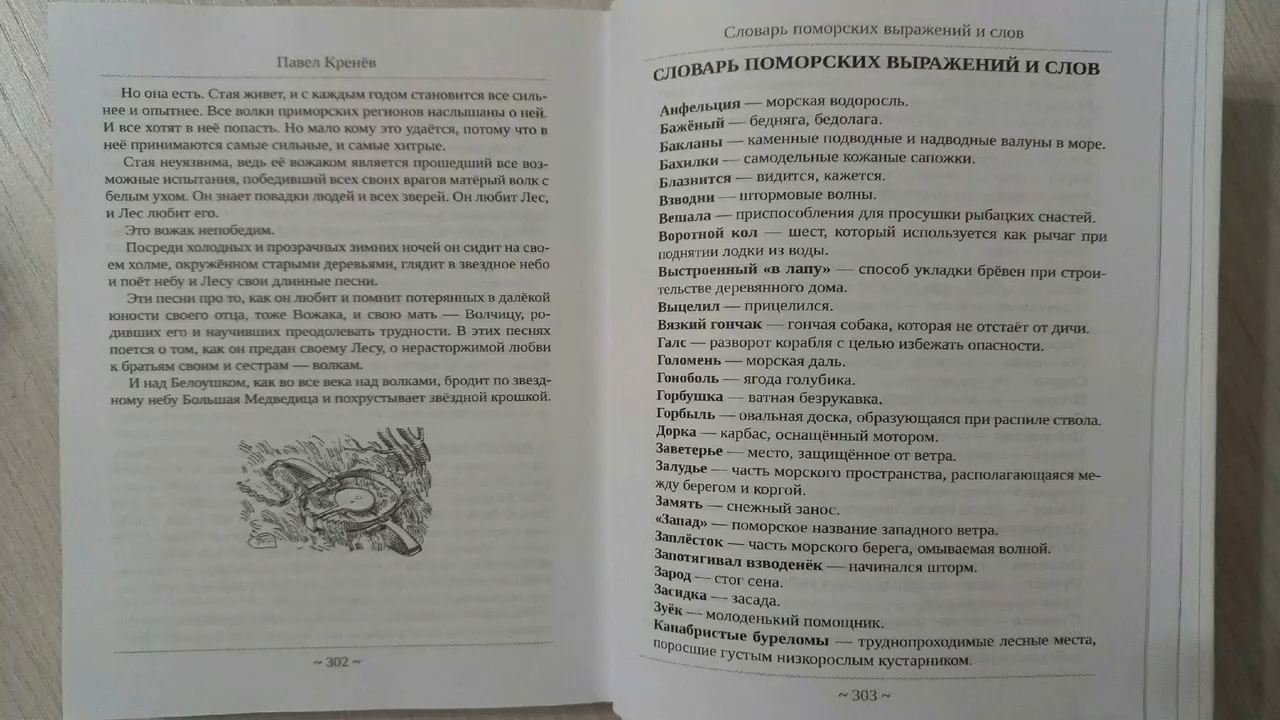 Павел Кренёв
Но она есть. Стая живет, и с каждым годом становится все силь-
нее и опытнее. Все волки приморских регионов наслышаны о ней.
И все хотят в неё попасть. Но мало кому это удаётся, потому что в
неё принимаются самые сильные, и самые хитрые.
Стая неуязвима, ведь её вожаком является прошедший все воз-
можные испытания, победивший всех своих врагов матёрый волк с
белым ухом. Он знает повадки людей и всех зверей. Он любит Лес,
и Лес любит его.
Это вожак непобедим.
Посреди холодных и прозрачных зимних ночей он сидит на сво-
ем холме, окружённом старыми деревьями, глядит в звездное небо
и поёт небу и Лесу свои длинные песни.
Эти песни про то, как он любит и помнит потерянных в далёкой
юности своего отца, тоже Вожака, и свою мать — Волчицу, ро-
дивших его и научивших преодолевать трудности. В этих песнях
поется о том, как он предан своему Лесу, о нерасторжимой любви
к братьям своим и сестрам — волкам.
И над Белоушком, как во все века над волками, бродит по звезд-
ному небу Большая Медведица и похрустывает звёздной крошкой.
~ 302 ~
Словарь поморских выражений и слов
СЛОВАРЬ ПОМОРСКИХ ВЫРАЖЕНИЙ И СЛОВ
Анфельция — морская водоросль.
Бажёный — бедняга, бедолага.
Бакланы — каменные подводные и надводные валуны в море.
Бахилки — самодельные кожаные сапожки.
Блазнится — видится, кажется.
Взводни — штормовые волны.
Вешала — приспособления для просушки рыбацких снастей.
Воротной кол — шест, который используется как рычаг при
поднятии лодки из воды.
Выстроенный «в лапу» — способ укладки брёвен при строи-
тельстве деревянного дома.
Выцелил — прицелился.
Вязкий гончак — гончая собака, которая не отстаёт от дичи.
Галс — разворот корабля с целью избежать опасности.
Голомень — морская даль.
Гоноболь — ягода голубика.
Горбушка — ватная безрукавка.
Горбыль — овальная доска, образующаяся при распиле ствола.
Дорка — карбас, оснащённый мотором.
Заветерье — место, защищённое от ветра.
Залудье — часть морского пространства, располагающаяся ме-
жду берегом и коргой.
Замять — снежный занос.
«Запад» — поморское название западного ветра.
Заплёсток — часть морского берега, омываемая волной.
Запотягивал взводенёк — начинался шторм.
Зарод — стог сена.
Засидка — засада.
Зуёк — молоденький помощник.
Канабристые буреломы — труднопроходимые лесные места,
поросшие густым низкорослым кустарником.
~ 303 ~